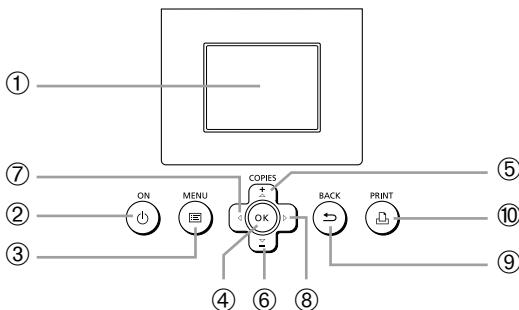 ①
COPIES
⑦
+
⑤
ON
MENU
BACK
PRINT
②
OK
⑩
③
−
⑨
④
⑥
⑧